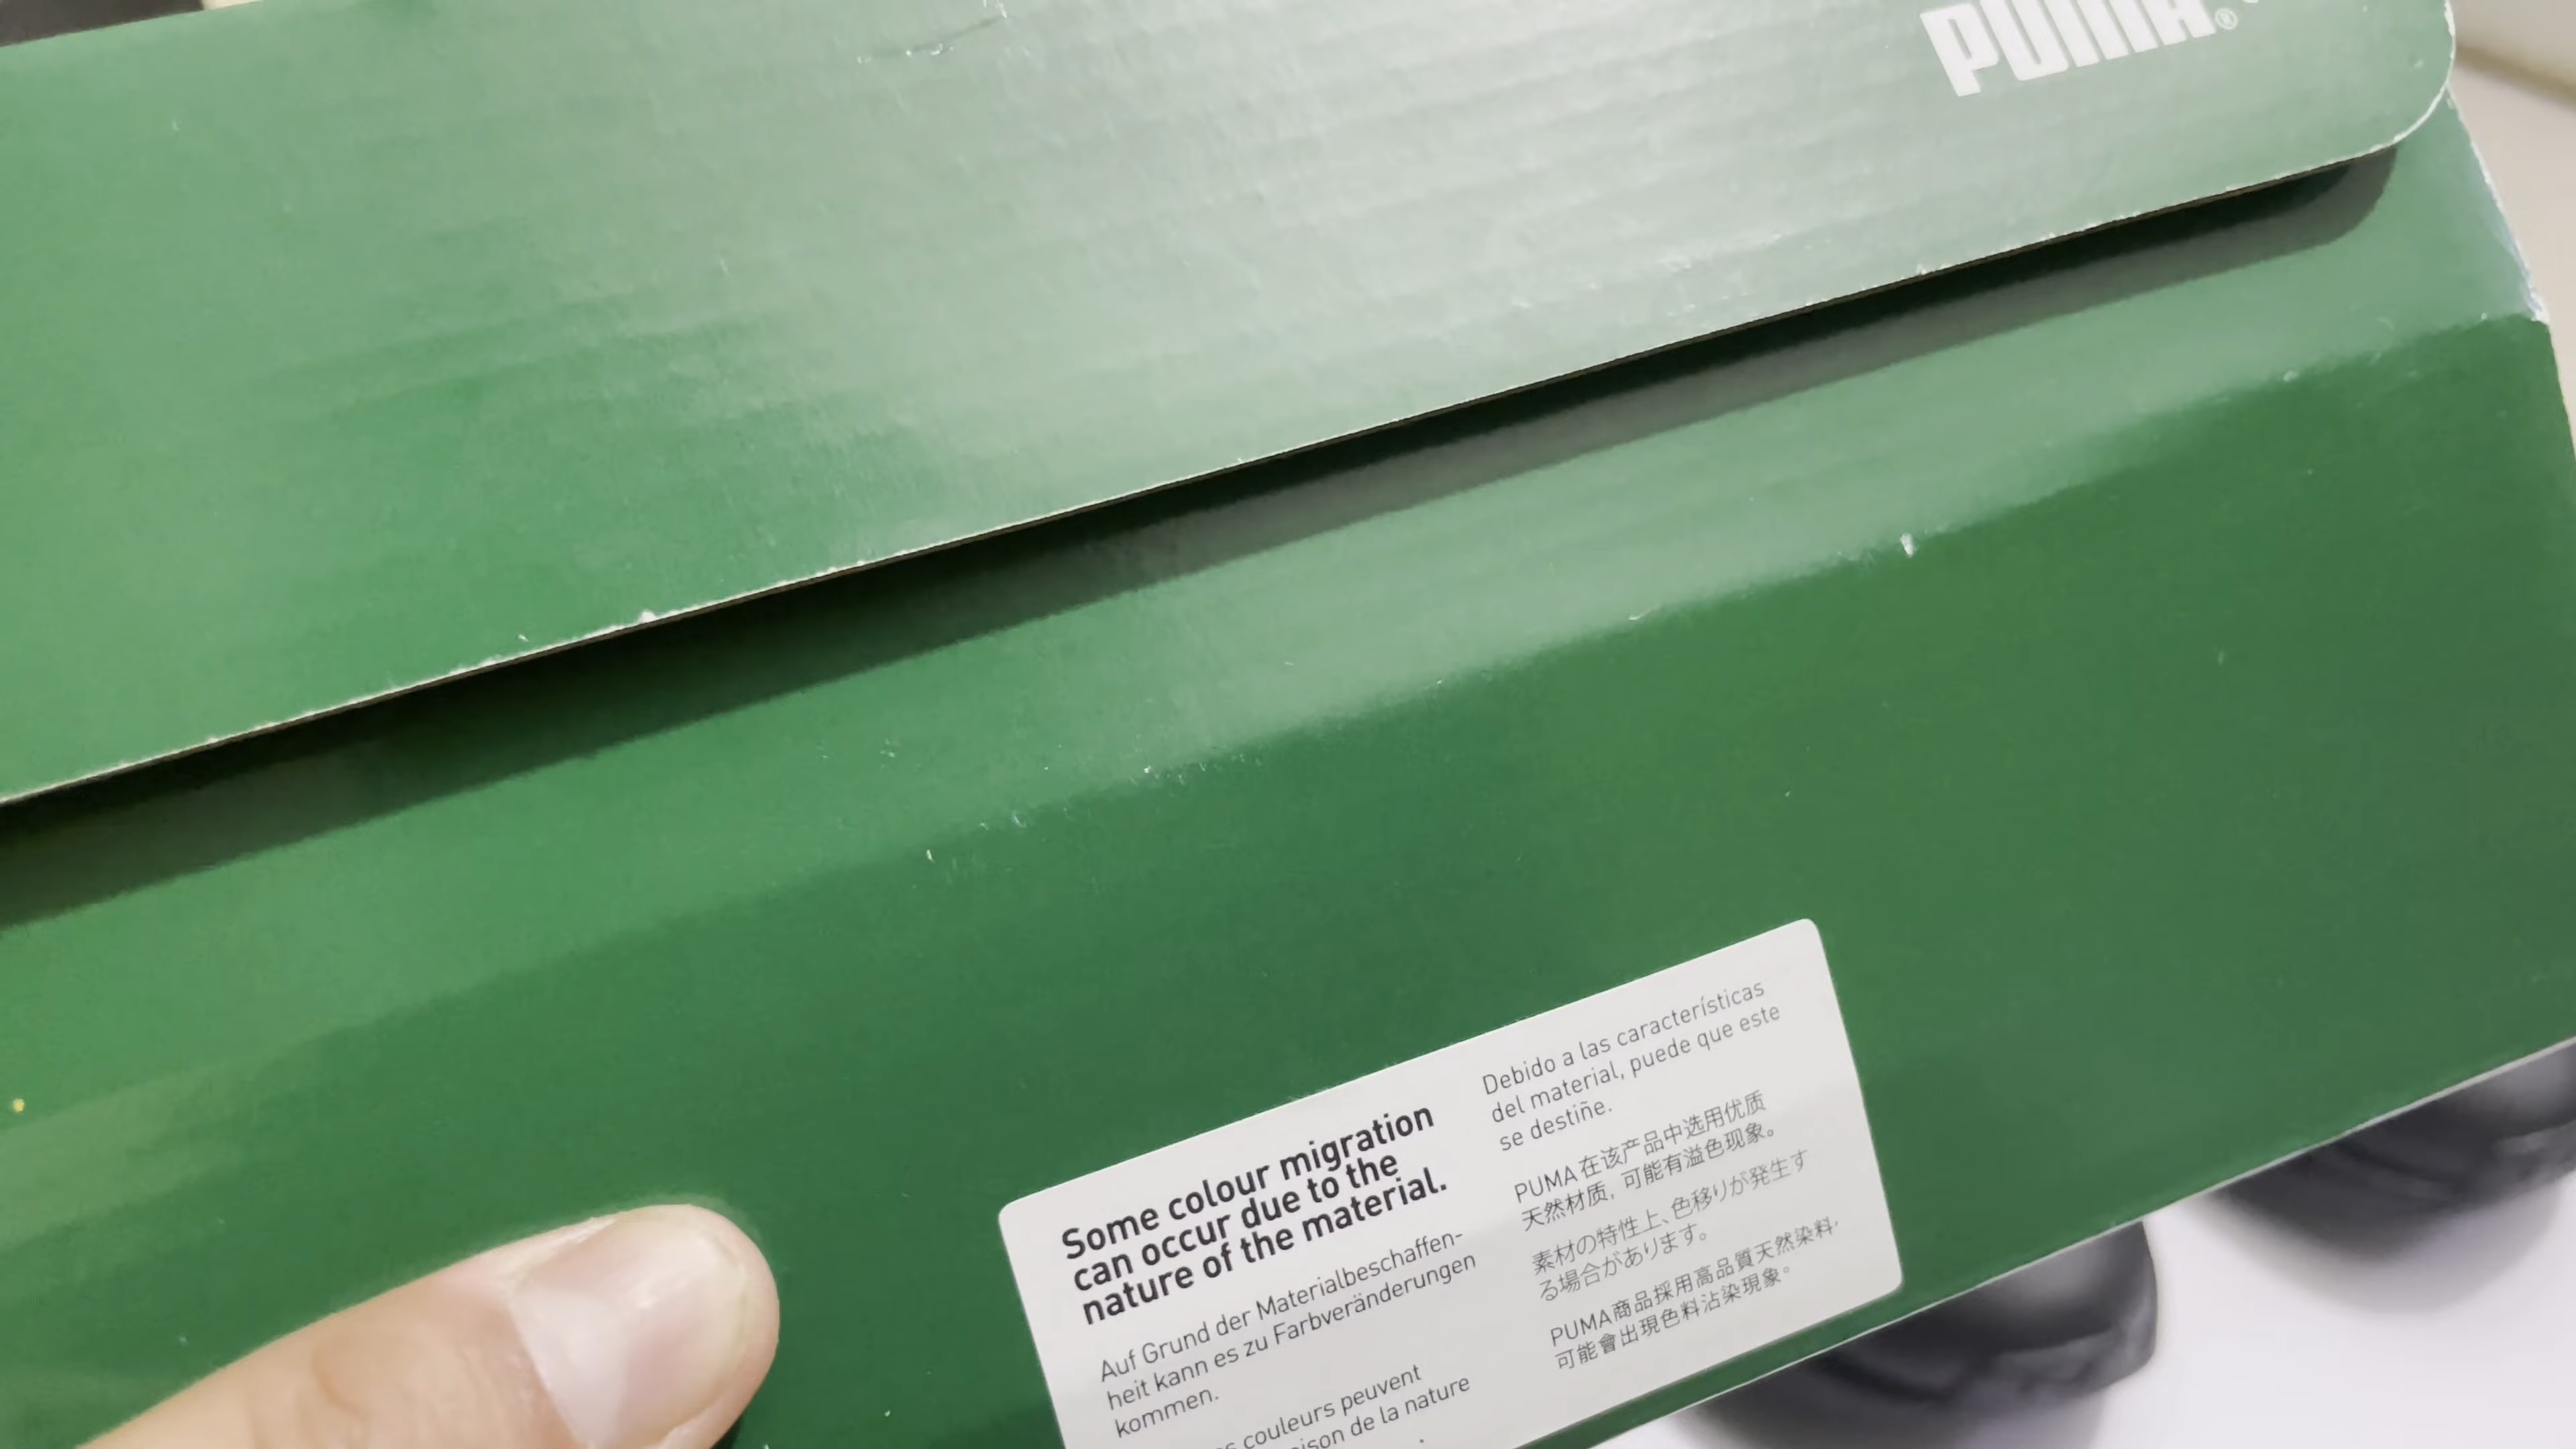 PUMA®
Some colour migration
can occur due to the
nature of the material.
Auf Grund der Materialbeschaffen-
heit kann es zu Farbveränderungen
kommen.
couleurs peuvent
de la nature
Debido a las características
del material, puede que este
se destiñe.
PUMA 在该产品中选用优质
天然材质, 可能有溢色现象。
素材の特性上、色移りが発生す
る場合があります。
PUMA商品採用高品質天然染料,
可能會出現色料沾染現象。